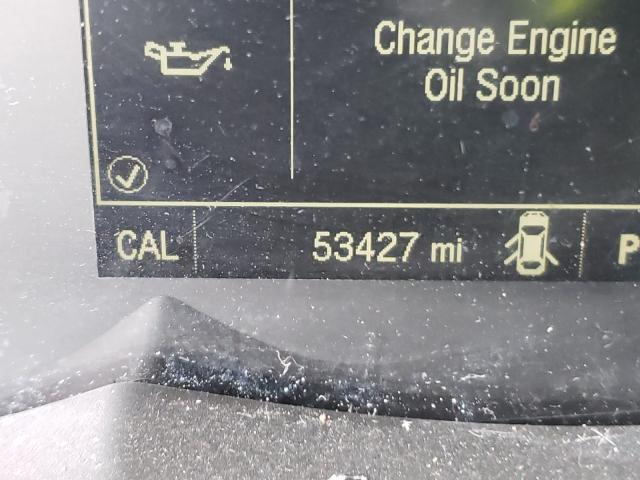 Change Engine
Oil Soon
CAL 53427 mi P